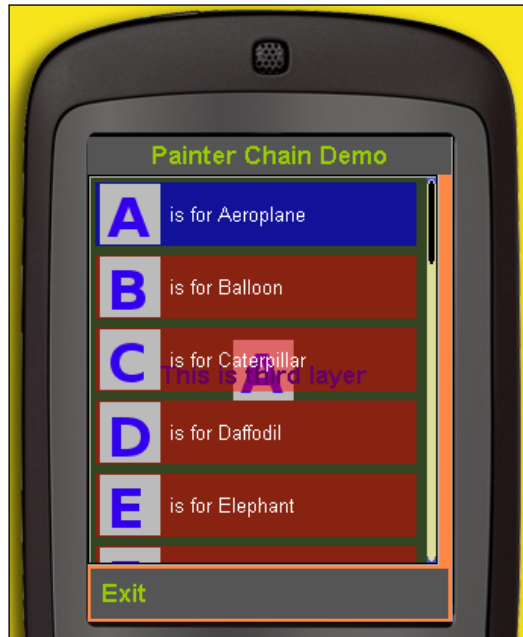 Painter Chain Demo
A is for Aeroplane
B is for Balloon
C is for Caterpillar
A
This is third layer
D is for Daffodil
E is for Elephant
Exit